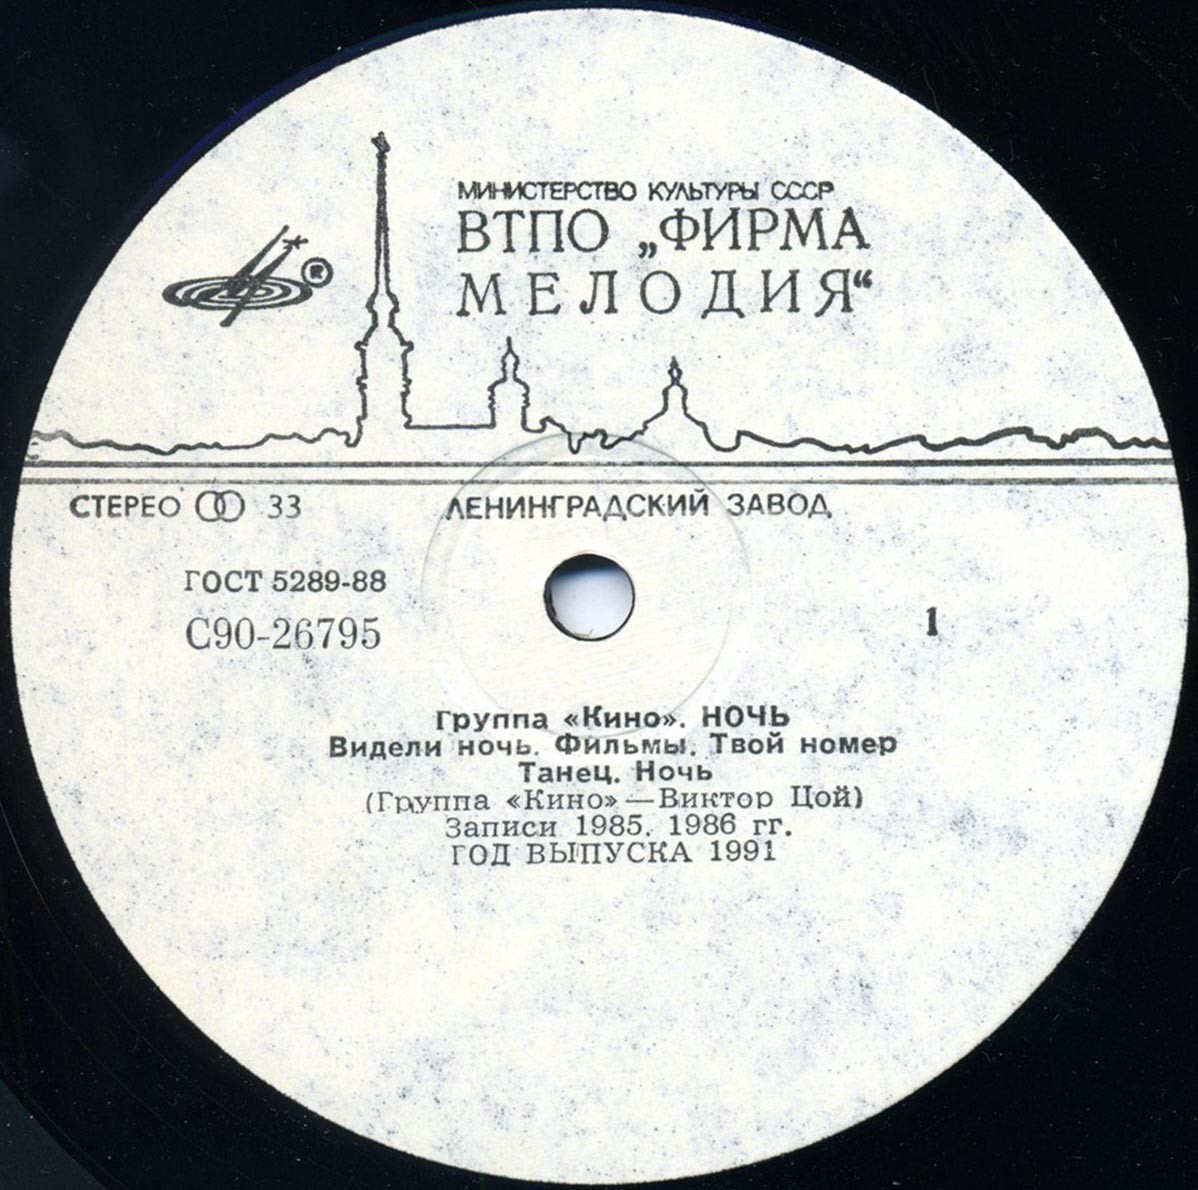 МИНИСТЕРСТВО КУЛЬТУРЫ СССР
ВТПО „ФИРМА
МЕЛОДИЯ“
®
СТЕРЕО 33
ЛЕНИНГРАДСКИЙ ЗАВОД
ГОСТ 5289-88
С90-26795
1
Группа «Кино». НОЧЬ
Видели ночь. Фильмы. Твой номер
Танец. Ночь
(Группа «Кино» — Виктор Цой)
Записи 1985. 1986 гг.
ГОД ВЫПУСКА 1991